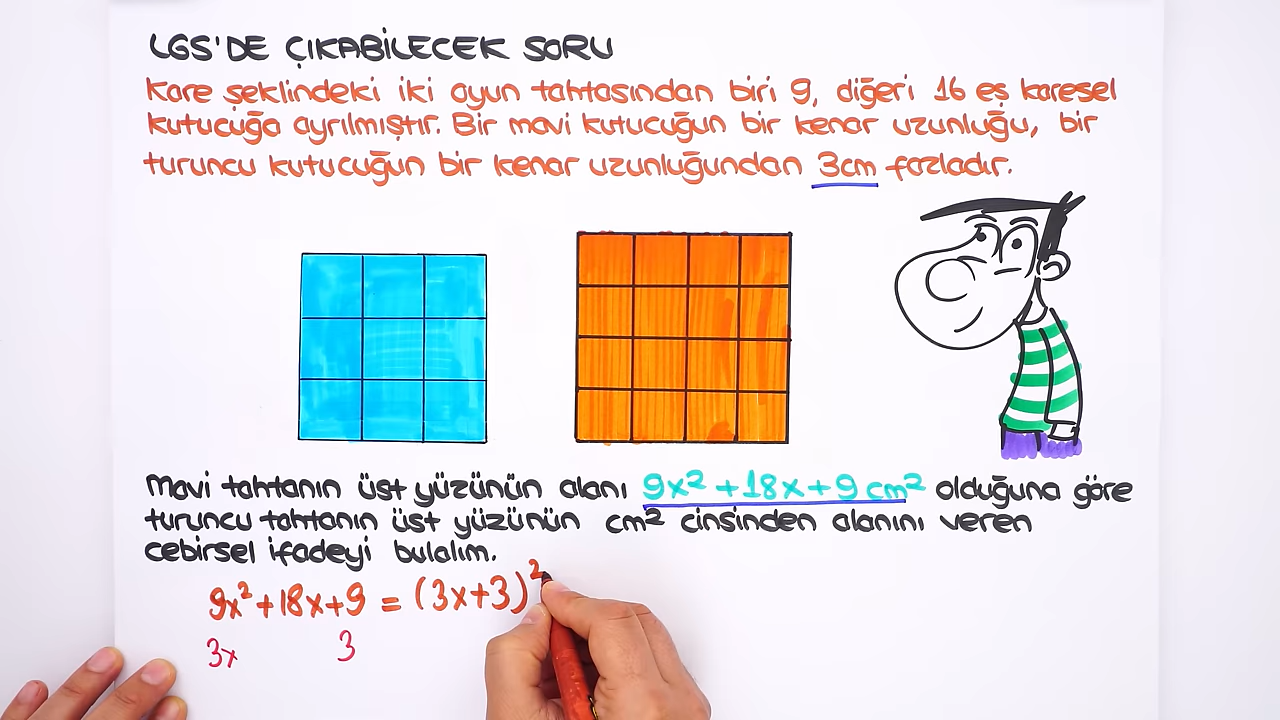 LGS'DE ÇIKABİLECEK SORU
Kare şeklindeki iki oyun tahtasından biri 9, diğeri 16 eş karesel
kutucuğa ayrılmıştır. Bir mavi kutucuğun bir kenar uzunluğu, bir
turuncu kutucuğun bir kenar uzunluğundan 3cm fazladır.
Mavi tahtanın üst yüzünün alanı 9x² + 18x + 9 cm² olduğuna göre
turuncu tahtanın üst yüzünün cm² cinsinden alanını veren
cebirsel ifadeyi bulalım.
9x² + 18x + 9 = (3x+3)²
3x 3